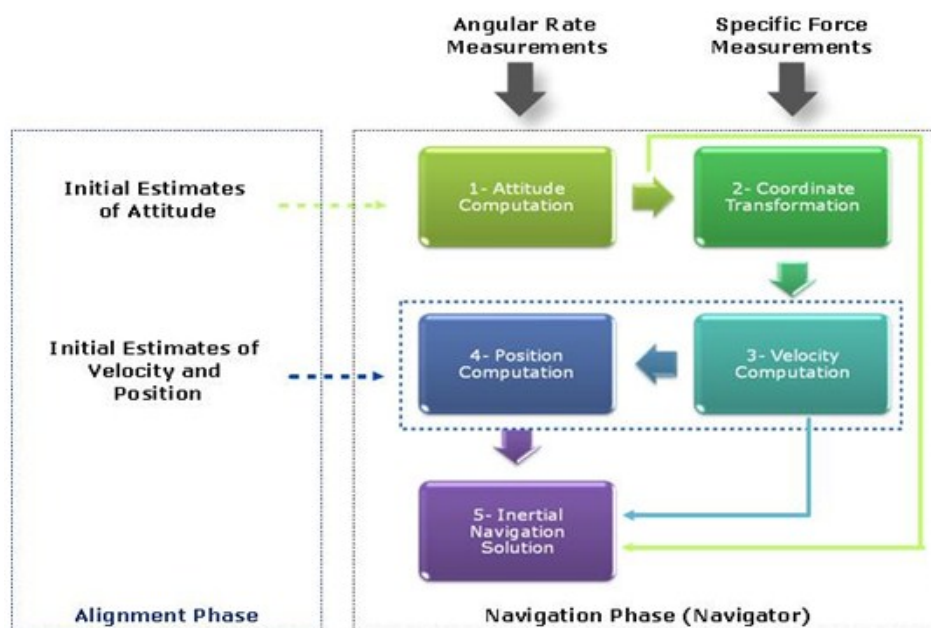 Angular Rate
Measurements
Specific Force
Measurements
Initial Estimates
of Attitude
1- Attitude
Computation
2- Coordinate
Transformation
Initial Estimates of
Velocity and
Position
4- Position
Computation
3- Velocity
Computation
5- Inertial
Navigation
Solution
Alignment Phase
Navigation Phase (Navigator)